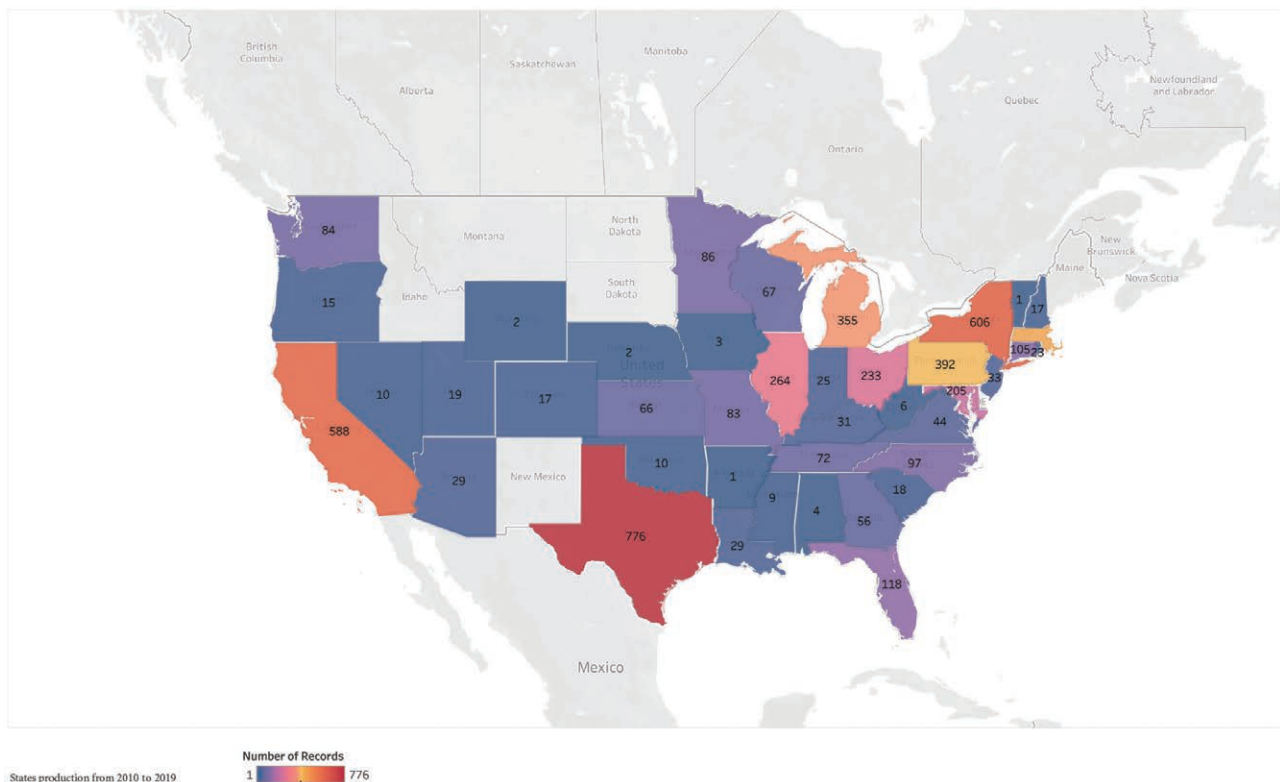 British
Columbia
Alberta
Saskatchewan
Manitoba
Ontario
Quebec
Newfoundland
and Labrador
New
Brunswick
Nova Scotia
Maine
North
Dakota
South
Dakota
Montana
Idaho
84
15
2
86
67
355
606
1
17
105
23
392
33
3
2
United
States
264
25
233
205
6
44
588
10
19
17
66
83
31
72
97
18
29
New Mexico
10
1
9
4
56
776
29
118
Mexico
Number of Records
1
776
States production from 2010 to 2019